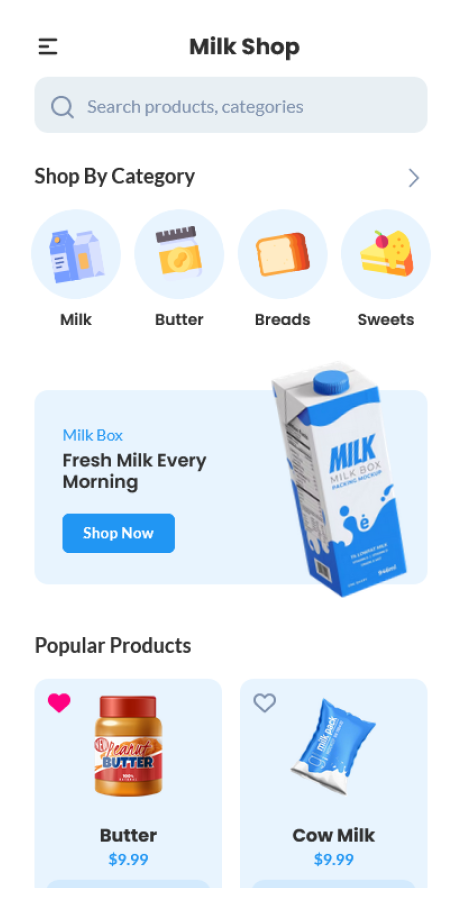 Milk Shop
Search products, categories
Shop By Category
Milk
Butter
Breads
Sweets
Milk Box
Fresh Milk Every
Morning
Shop Now
MILK
MILK BOX
PACKING MOCKUP
ė
946ml
Popular Products
Peanut
BUTTER
100%
milk pack
Butter
Cow Milk
$9.99
$9.99